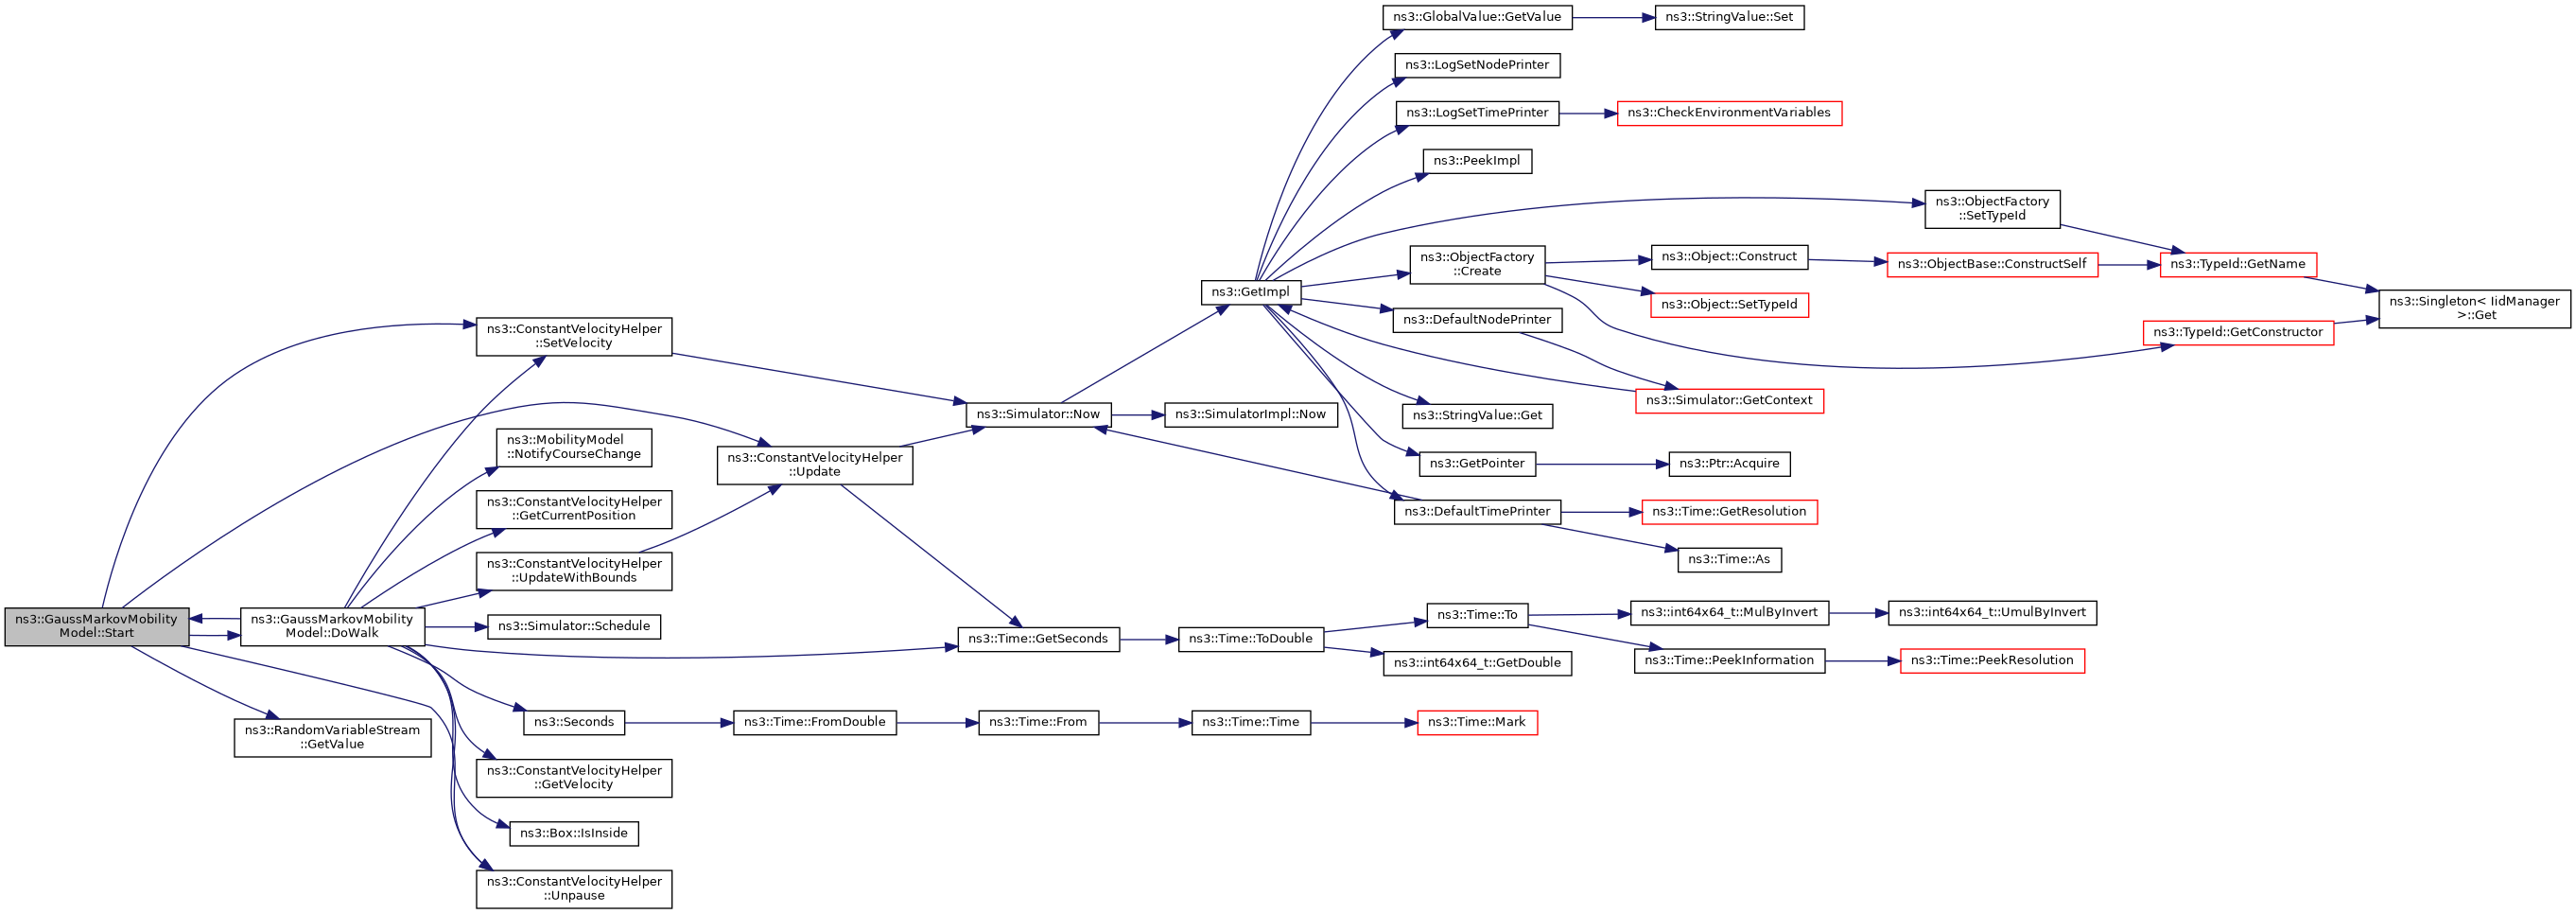 ns3::GlobalValue::GetValue
ns3::StringValue::Set
ns3::LogSetNodePrinter
ns3::LogSetTimePrinter
ns3::CheckEnvironmentVariables
ns3::PeekImpl
ns3::ObjectFactory
::SetTypeId
ns3::ObjectFactory
::Create
ns3::Object::Construct
ns3::ObjectBase::ConstructSelf
ns3::TypeId::GetName
ns3::GetImpl
ns3::Object::SetTypeId
ns3::Singleton< IidManager
>::Get
ns3::DefaultNodePrinter
ns3::TypeId::GetConstructor
ns3::ConstantVelocityHelper
::SetVelocity
ns3::Simulator::GetContext
ns3::Simulator::Now
ns3::SimulatorImpl::Now
ns3::StringValue::Get
ns3::MobilityModel
::NotifyCourseChange
ns3::ConstantVelocityHelper
::Update
ns3::GetPointer
ns3::Ptr::Acquire
ns3::ConstantVelocityHelper
::GetCurrentPosition
ns3::DefaultTimePrinter
ns3::Time::GetResolution
ns3::ConstantVelocityHelper
::UpdateWithBounds
ns3::Time::As
ns3::GaussMarkovMobility
Model::Start
ns3::GaussMarkovMobility
Model::DoWalk
ns3::Simulator::Schedule
ns3::Time::GetSeconds
ns3::Time::ToDouble
ns3::Time::To
ns3::int64x64_t::MulByInvert
ns3::int64x64_t::UmulByInvert
ns3::int64x64_t::GetDouble
ns3::Time::PeekInformation
ns3::Time::PeekResolution
ns3::RandomVariableStream
::GetValue
ns3::Seconds
ns3::Time::FromDouble
ns3::Time::From
ns3::Time::Time
ns3::Time::Mark
ns3::ConstantVelocityHelper
::GetVelocity
ns3::Box::IsInside
ns3::ConstantVelocityHelper
::Unpause